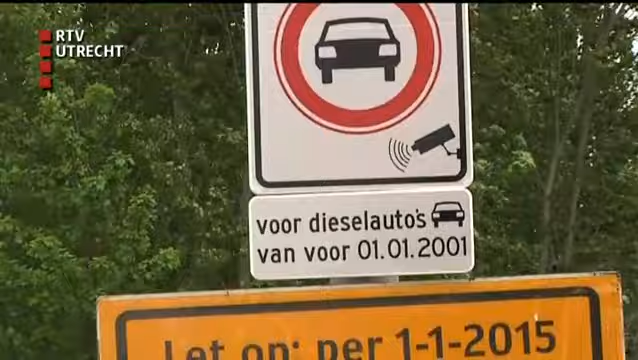 RTV
UTRECHT
voor dieselauto's
van voor 01.01.2001
Let op: per 1-1-2015